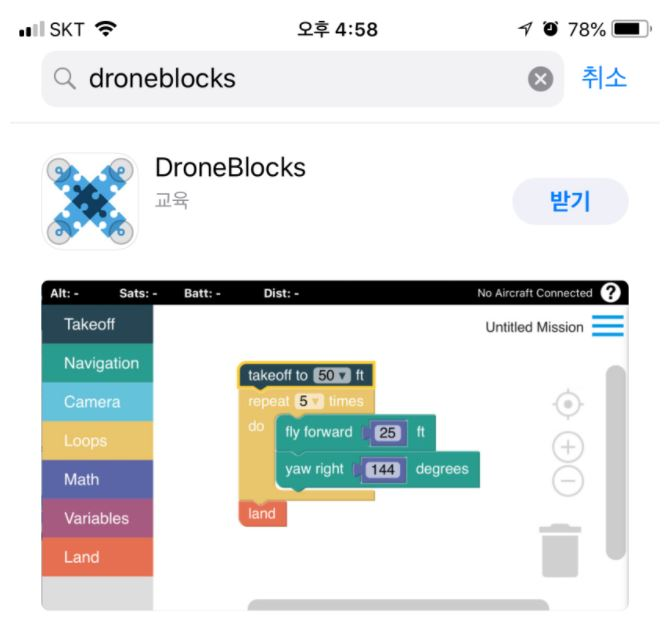 SKT 오후 4:58 78%
droneblocks 취소
DroneBlocks
교육
받기
Alt: - Sats: - Batt: - Dist: - No Aircraft Connected ?
Untitled Mission
Takeoff
Navigation
Camera
Loops
Math
Variables
Land
takeoff to 50 ft
repeat 5 times
do
fly forward 25 ft
yaw right 144 degrees
land